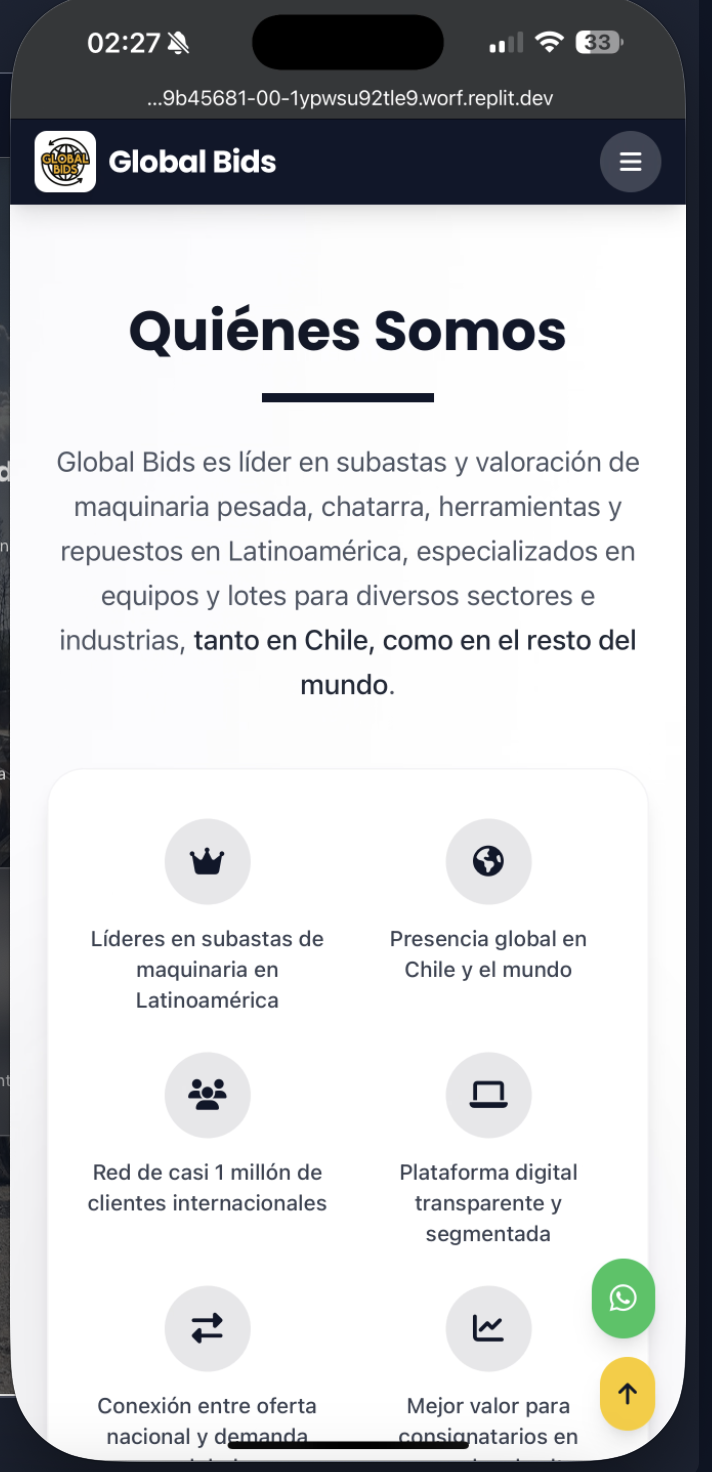 02:27
33
...9b45681-00-1ypwsu92tle9.worf.replit.dev
GLOBAL
BIDS
Global Bids
Quiénes Somos
Global Bids es líder en subastas y valoración de
maquinaria pesada, chatarra, herramientas y
repuestos en Latinoamérica, especializados en
equipos y lotes para diversos sectores e
industrias, tanto en Chile, como en el resto del
mundo.
Líderes en subastas de
maquinaria en
Latinoamérica
Presencia global en
Chile y el mundo
Red de casi 1 millón de
clientes internacionales
Plataforma digital
transparente y
segmentada
Conexión entre oferta
nacional y demanda
Mejor valor para
consignatarios en